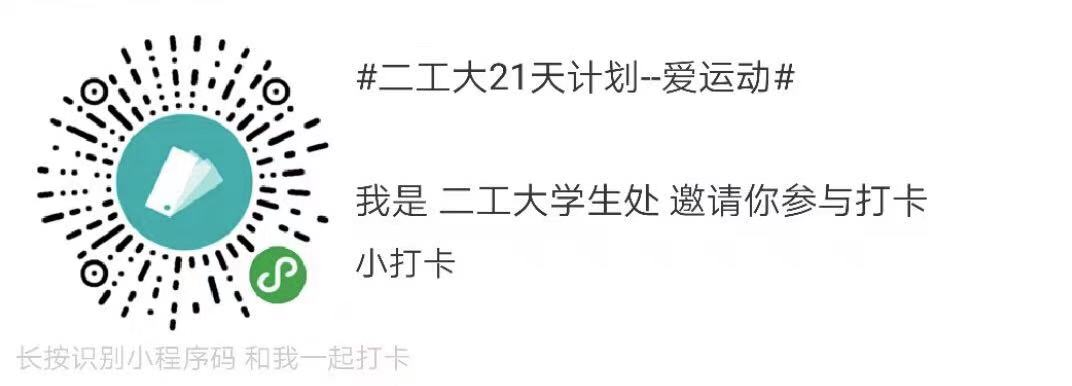 #二工大21天计划--爱运动#
我是 二工大学生处 邀请你参与打卡
小打卡
长按识别小程序码 和我一起打卡